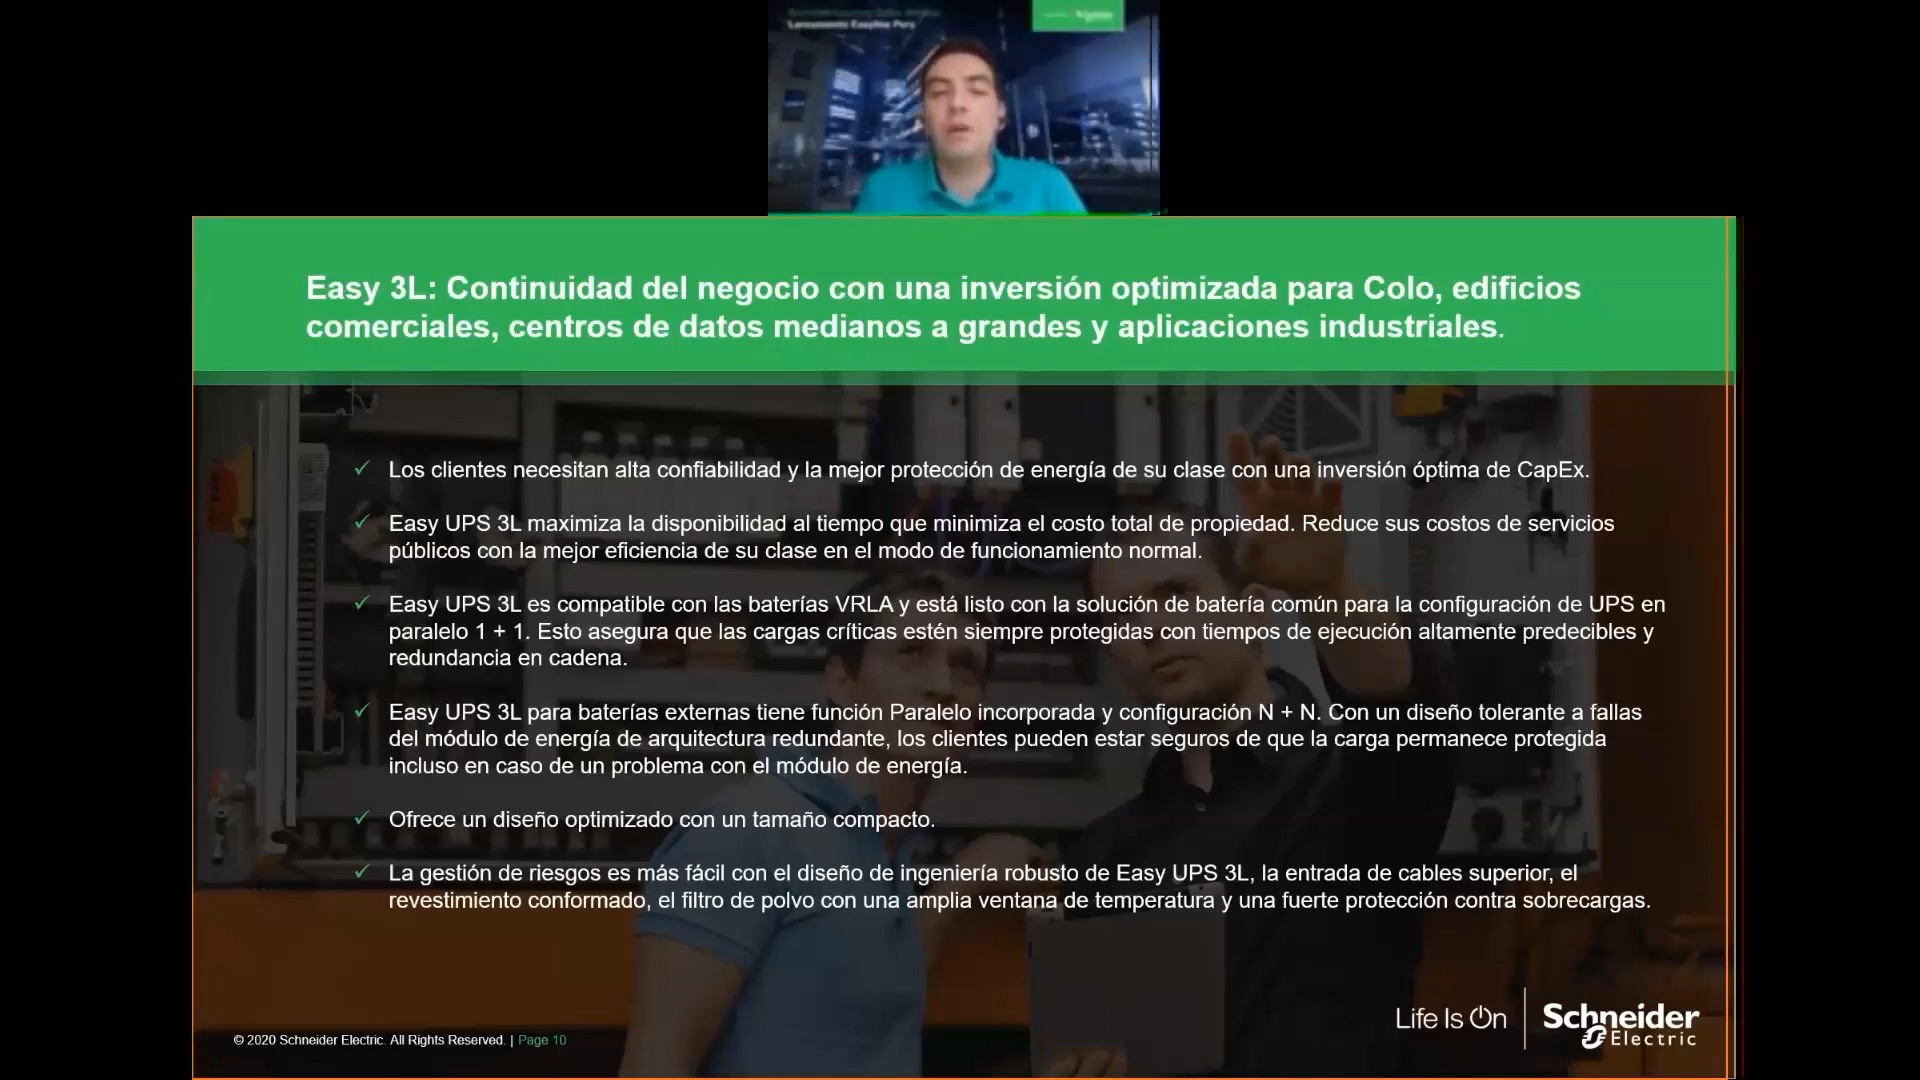 Lanzamiento Easyline Peru
Easy 3L: Continuidad del negocio con una inversión optimizada para Colo, edificios
comerciales, centros de datos medianos a grandes y aplicaciones industriales.
✓ Los clientes necesitan alta confiabilidad y la mejor protección de energía de su clase con una inversión óptima de CapEx.
✓ Easy UPS 3L maximiza la disponibilidad al tiempo que minimiza el costo total de propiedad. Reduce sus costos de servicios
públicos con la mejor eficiencia de su clase en el modo de funcionamiento normal.
✓ Easy UPS 3L es compatible con las baterías VRLA y está listo con la solución de batería común para la configuración de UPS en
paralelo 1 + 1. Esto asegura que las cargas críticas estén siempre protegidas con tiempos de ejecución altamente predecibles y
redundancia en cadena.
✓ Easy UPS 3L para baterías externas tiene función Paralelo incorporada y configuración N + N. Con un diseño tolerante a fallas
del módulo de energía de arquitectura redundante, los clientes pueden estar seguros de que la carga permanece protegida
incluso en caso de un problema con el módulo de energía.
✓ Ofrece un diseño optimizado con un tamaño compacto.
✓ La gestión de riesgos es más fácil con el diseño de ingeniería robusto de Easy UPS 3L, la entrada de cables superior, el
revestimiento conformado, el filtro de polvo con una amplia ventana de temperatura y una fuerte protección contra sobrecargas.
© 2020 Schneider Electric. All Rights Reserved. | Page 10
Life Is On | Schneider
Electric